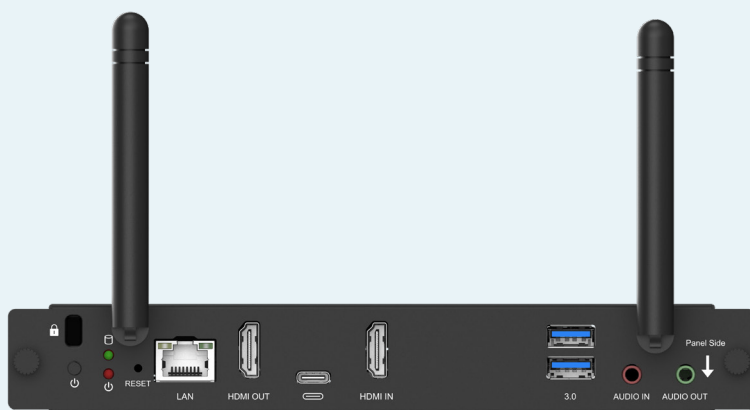 Panel Side
RESET
LAN
HDMI OUT
HDMI IN
3.0
AUDIO IN
AUDIO OUT